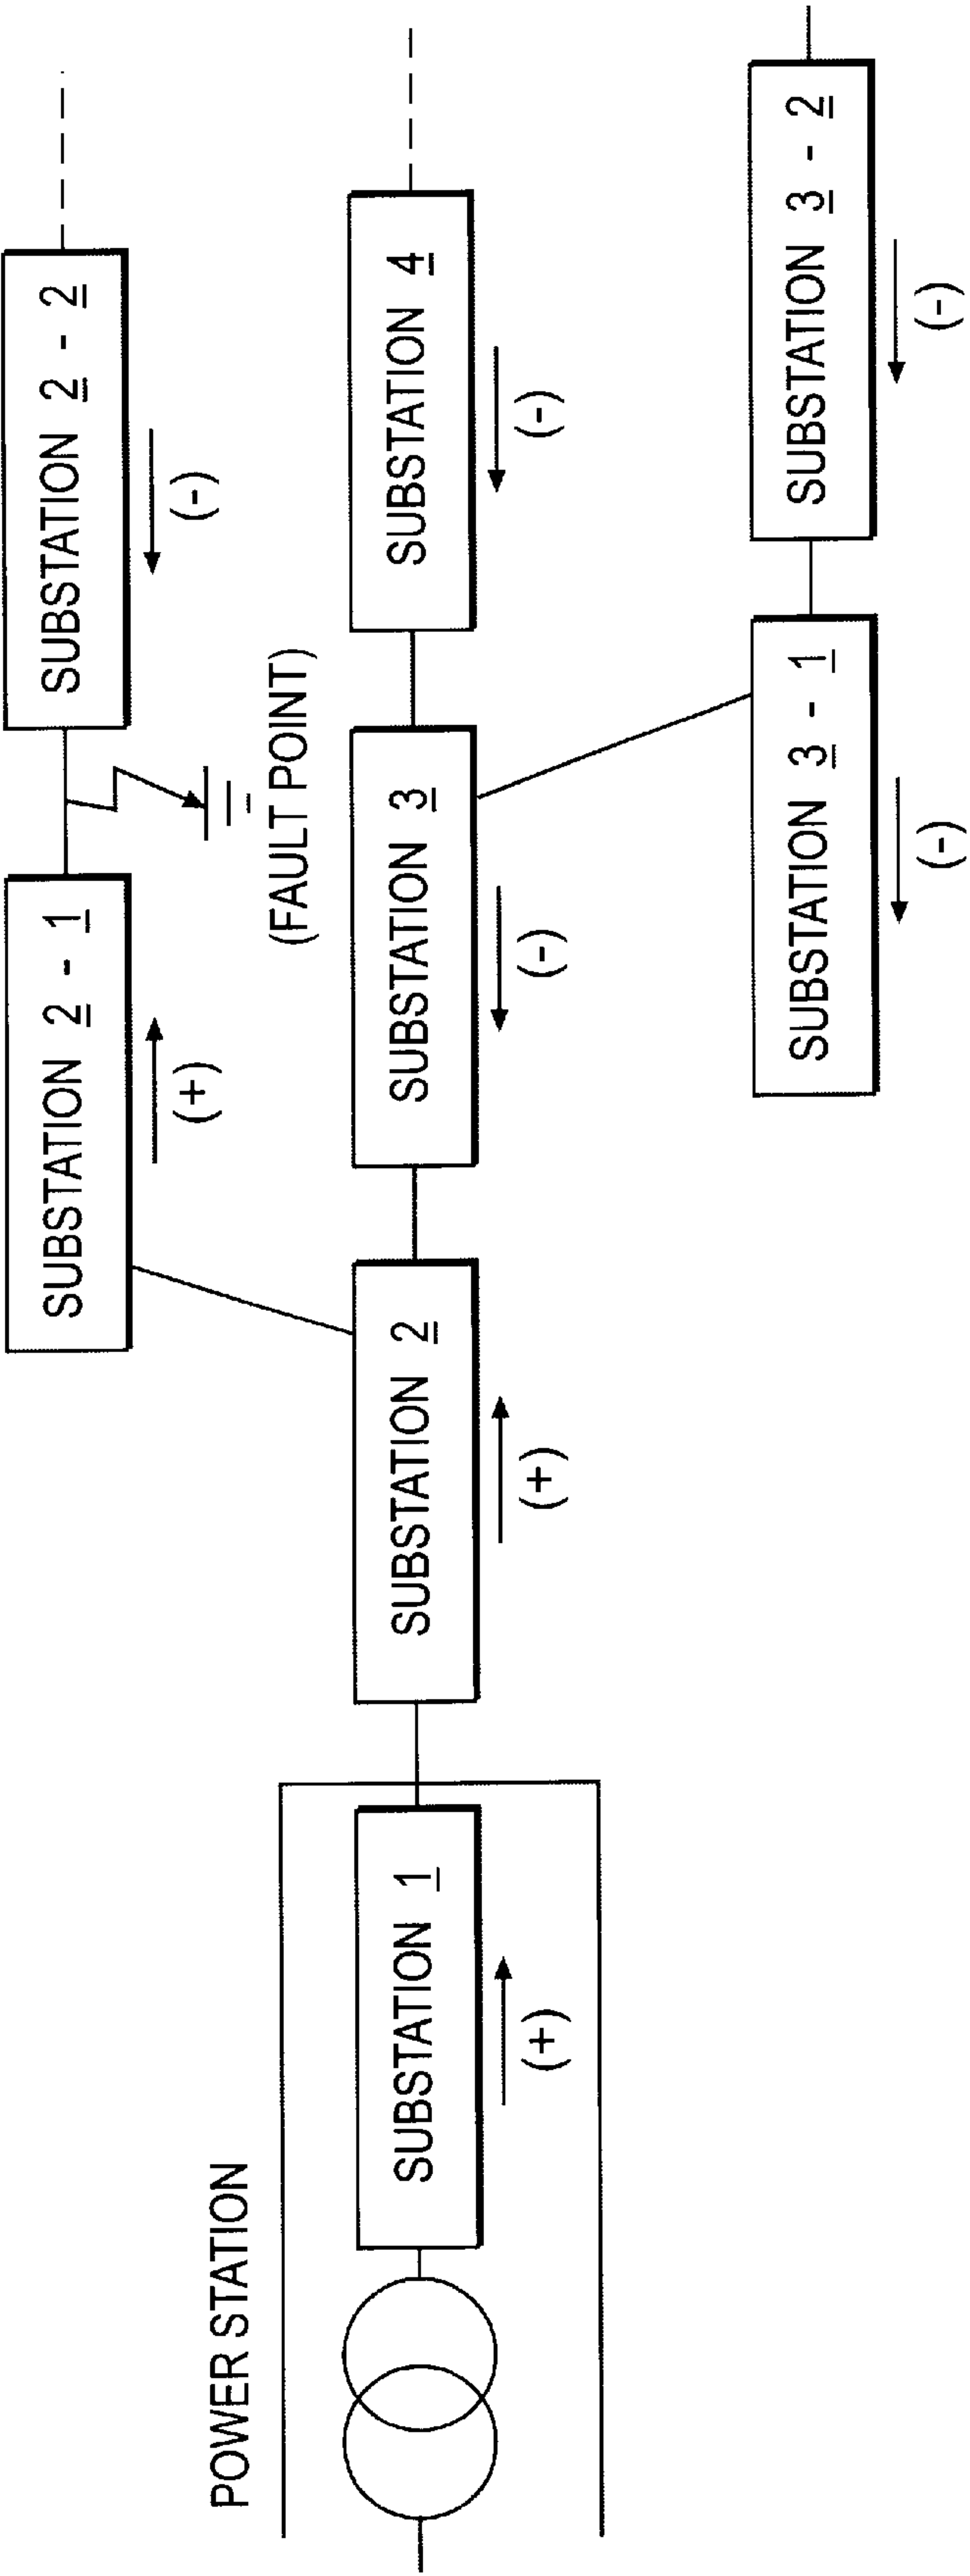 SUBSTATION 2 - 1
(+)
SUBSTATION 2 - 2
(-)
(FAULT POINT)
POWER STATION
SUBSTATION 1
(+)
SUBSTATION 2
(+)
SUBSTATION 3
(-)
SUBSTATION 4
(-)
SUBSTATION 3 - 1
(-)
SUBSTATION 3 - 2
(-)